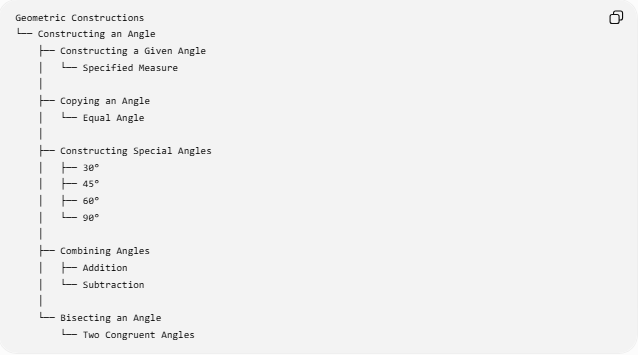 Geometric Constructions
└── Constructing an Angle
    ├── Constructing a Given Angle
    │   └── Specified Measure
    │
    ├── Copying an Angle
    │   └── Equal Angle
    │
    ├── Constructing Special Angles
    │   ├── 30°
    │   ├── 45°
    │   ├── 60°
    │   └── 90°
    │
    ├── Combining Angles
    │   ├── Addition
    │   └── Subtraction
    │
    └── Bisecting an Angle
        └── Two Congruent Angles